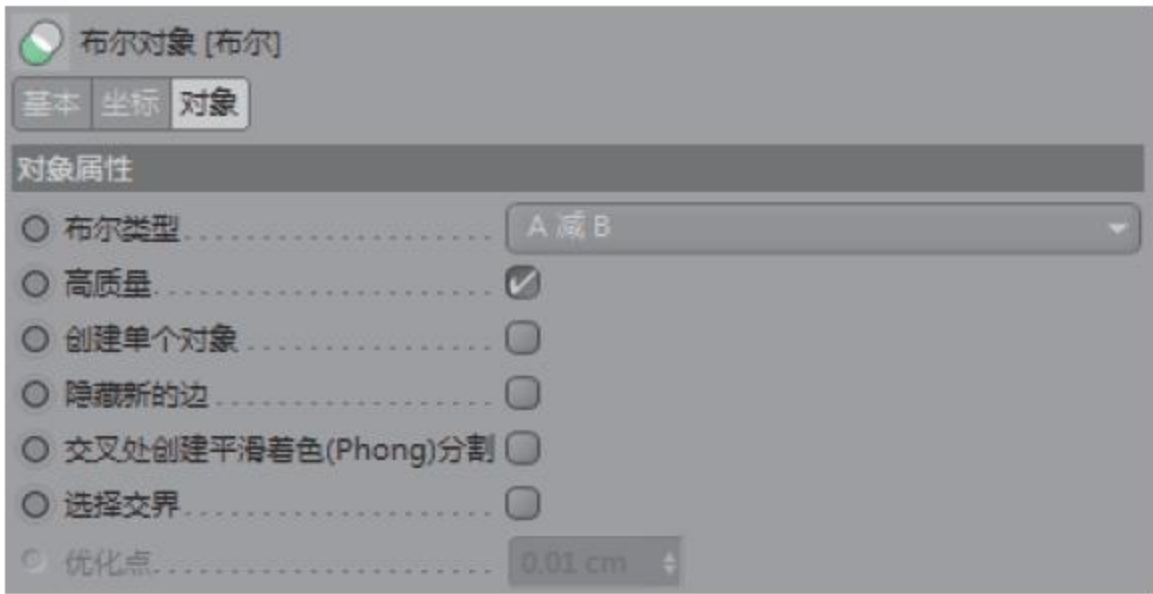 布尔对象 [布尔]
基本 坐标 对象
对象属性
布尔类型 A 减 B
高质量
创建单个对象
隐藏新的边
交叉处创建平滑着色(Phong)分割
选择交界
优化点 0.01 cm